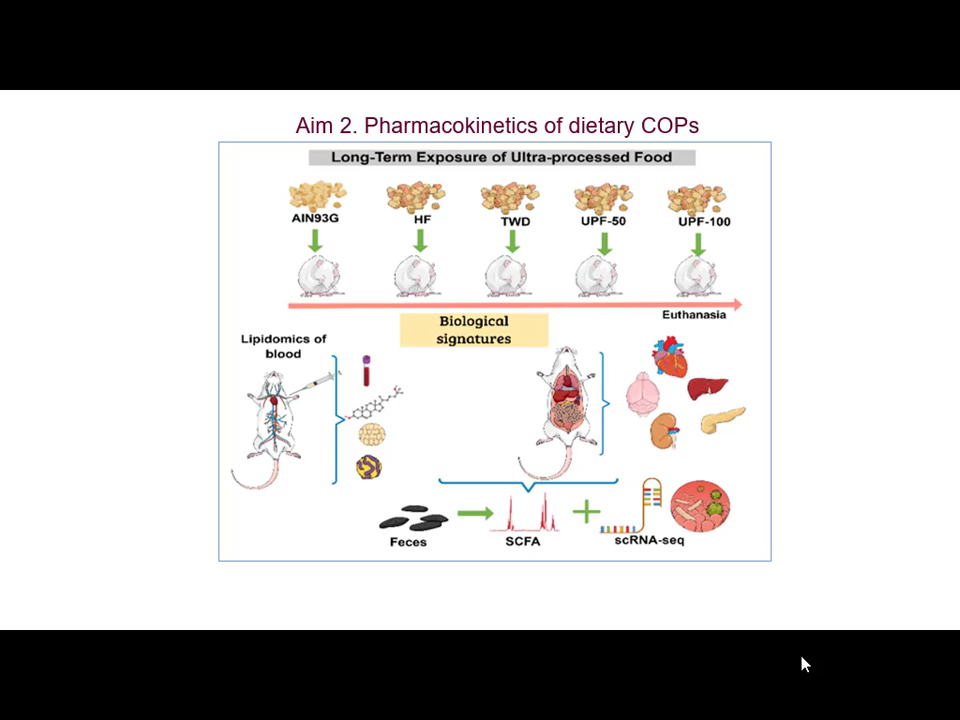 Aim 2. Pharmacokinetics of dietary COPs
Long-Term Exposure of Ultra-processed Food
AIN93G
HF
TWD
UPF-50
UPF-100
Euthanasia
Biological
signatures
Lipidomics of
blood
Feces
SCFA
scRNA-seq